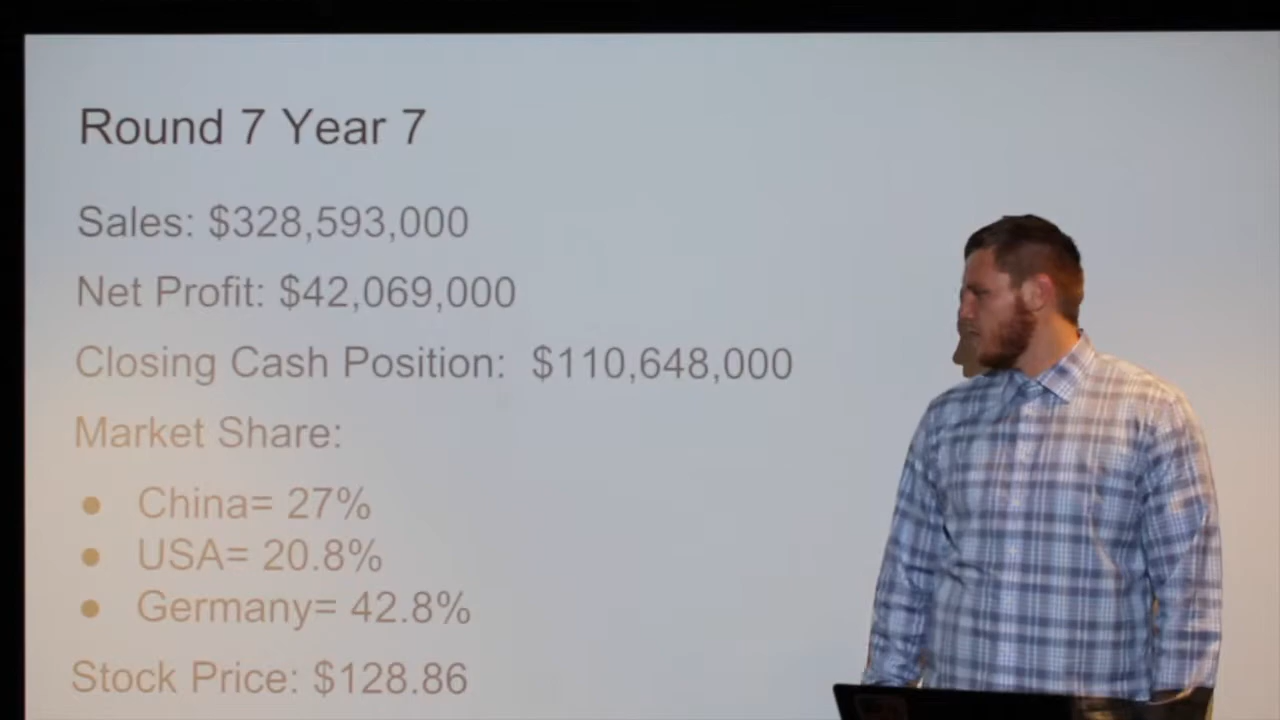 Round 7 Year 7
Sales: $328,593,000
Net Profit: $42,069,000
Closing Cash Position: $110,648,000
Market Share:
● China= 27%
● USA= 20.8%
● Germany= 42.8%
Stock Price: $128.86